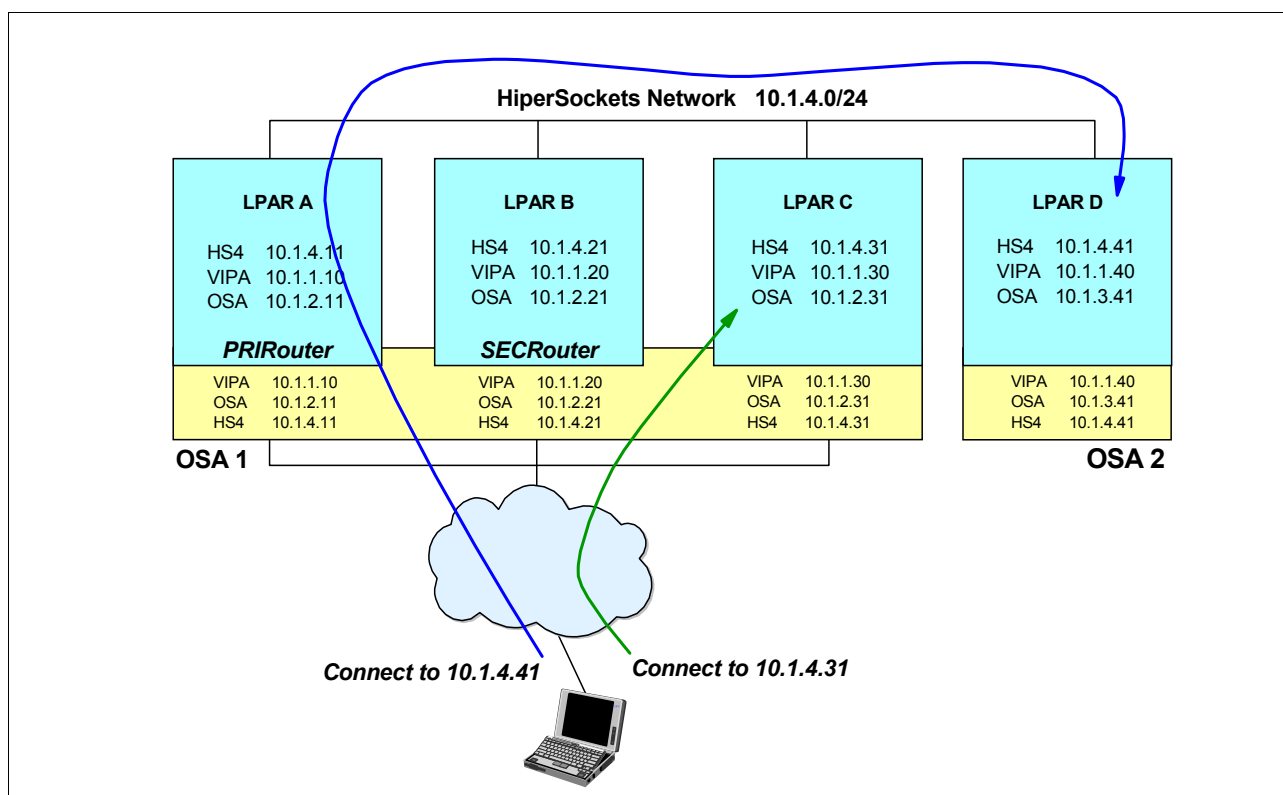 HiperSockets Network 10.1.4.0/24
LPAR A
HS4 10.1.4.11
VIPA 10.1.1.10
OSA 10.1.2.11
PRIRouter
LPAR B
HS4 10.1.4.21
VIPA 10.1.1.20
OSA 10.1.2.21
SECRouter
LPAR C
HS4 10.1.4.31
VIPA 10.1.1.30
OSA 10.1.2.31
LPAR D
HS4 10.1.4.41
VIPA 10.1.1.40
OSA 10.1.3.41
VIPA 10.1.1.10
OSA 10.1.2.11
HS4 10.1.4.11
VIPA 10.1.1.20
OSA 10.1.2.21
HS4 10.1.4.21
VIPA 10.1.1.30
OSA 10.1.2.31
HS4 10.1.4.31
VIPA 10.1.1.40
OSA 10.1.3.41
HS4 10.1.4.41
OSA 1
OSA 2
Connect to 10.1.4.41
Connect to 10.1.4.31